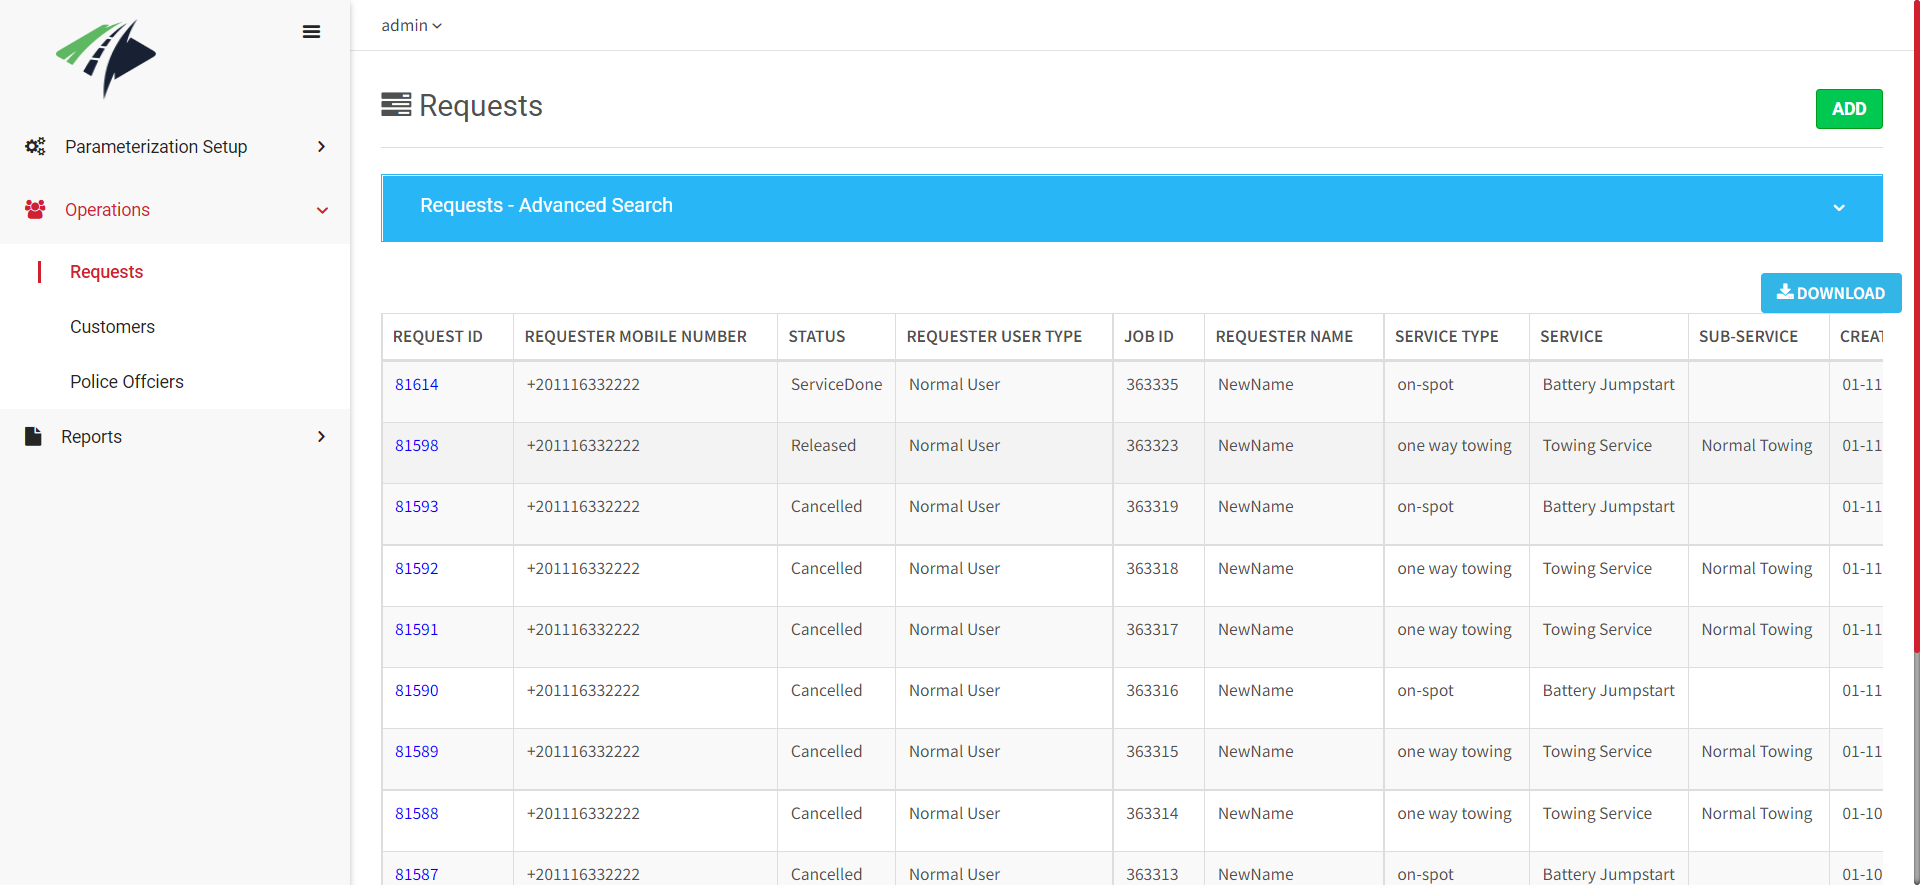 admin
Requests
ADD
Parameterization Setup
Operations
Requests
Customers
Police Offciers
Reports
Requests - Advanced Search
DOWNLOAD
REQUEST ID REQUESTER MOBILE NUMBER STATUS REQUESTER USER TYPE JOB ID REQUESTER NAME SERVICE TYPE SERVICE SUB-SERVICE CREAT
81614 +201116332222 ServiceDone Normal User 363335 NewName on-spot Battery Jumpstart 01-11
81598 +201116332222 Released Normal User 363323 NewName one way towing Towing Service Normal Towing 01-11
81593 +201116332222 Cancelled Normal User 363319 NewName on-spot Battery Jumpstart 01-11
81592 +201116332222 Cancelled Normal User 363318 NewName one way towing Towing Service Normal Towing 01-11
81591 +201116332222 Cancelled Normal User 363317 NewName one way towing Towing Service Normal Towing 01-11
81590 +201116332222 Cancelled Normal User 363316 NewName on-spot Battery Jumpstart 01-11
81589 +201116332222 Cancelled Normal User 363315 NewName one way towing Towing Service Normal Towing 01-11
81588 +201116332222 Cancelled Normal User 363314 NewName one way towing Towing Service Normal Towing 01-10
81587 +201116332222 Cancelled Normal User 363313 NewName on-spot Battery Jumpstart 01-10